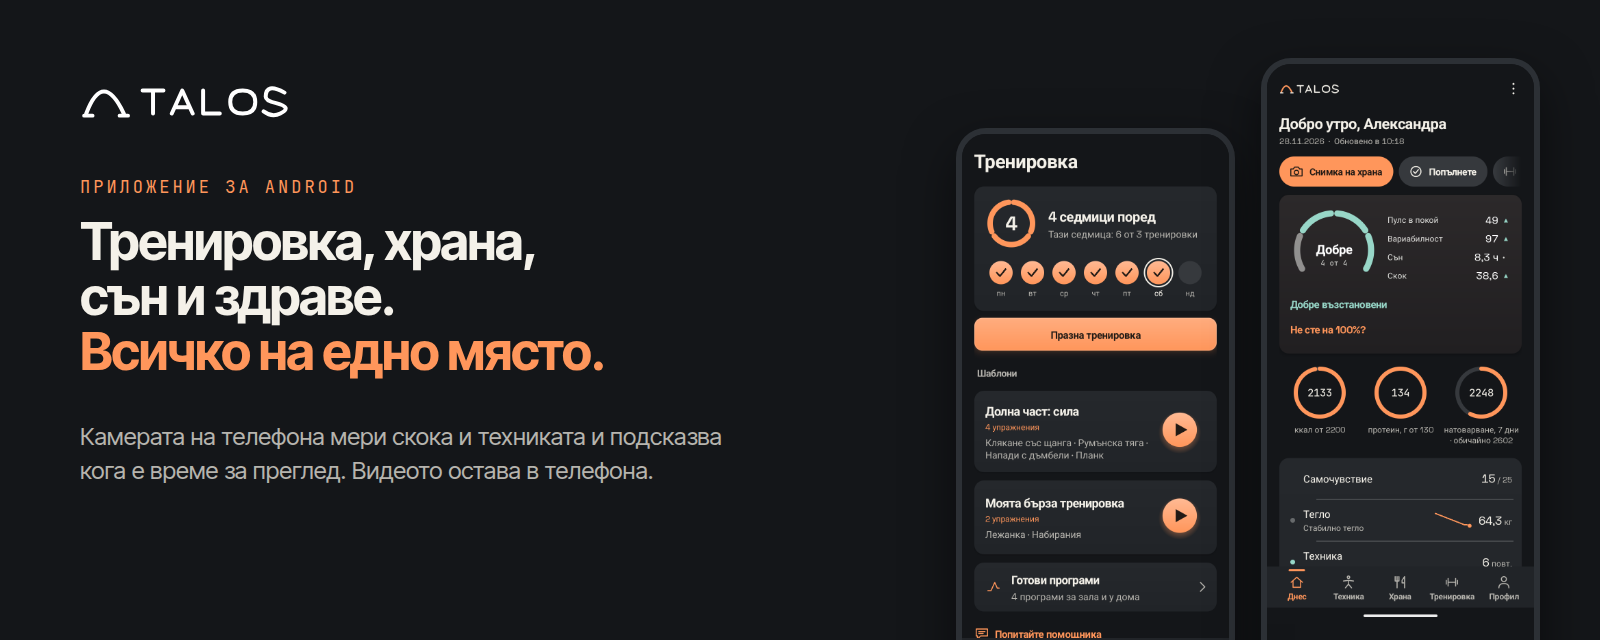 TALOS
ПРИЛОЖЕНИЕ ЗА ANDROID
Тренировка, храна,
сън и здраве.
Всичко на едно място.
Камерата на телефона мери скока и техниката и подсказва
кога е време за преглед. Видеото остава в телефона.
Тренировка
4
4 седмици поред
Тази седмица: 6 от 3 тренировки
пн вт ср чт пт сб нд
Празна тренировка
Шаблони
Долна част: сила
4 упражнения
Клякане със щанга · Румънска тяга ·
Напади с дъмбели · Планк
Моята бърза тренировка
2 упражнения
Лежанка · Набирания
Готови програми
4 програми за зала и у дома
Попитайте помощника
TALOS
Добро утро, Александра
28.11.2026 · Обновено в 10:18
Снимка на храна
Попълнете
Добре
4 от 4
Пулс в покой 49
Вариабилност 97
Сън 8,3 ч ·
Скок 38,6
Добре възстановени
Не сте на 100%?
2133
134
2248
ккал от 2200
протеин, г от 130
натоварване, 7 дни
· обичайно 2602
Самочувствие 15 / 25
Тегло
Стабилно тегло
64,3 кг
Техника
6 повт.
Днес Техника Храна Тренировка Профил